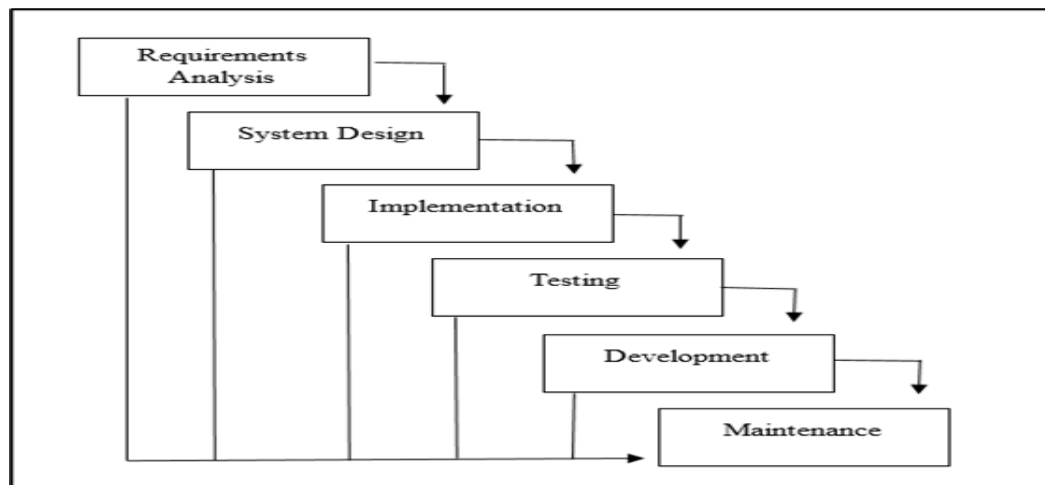 Requirements
Analysis
System Design
Implementation
Testing
Development
Maintenance